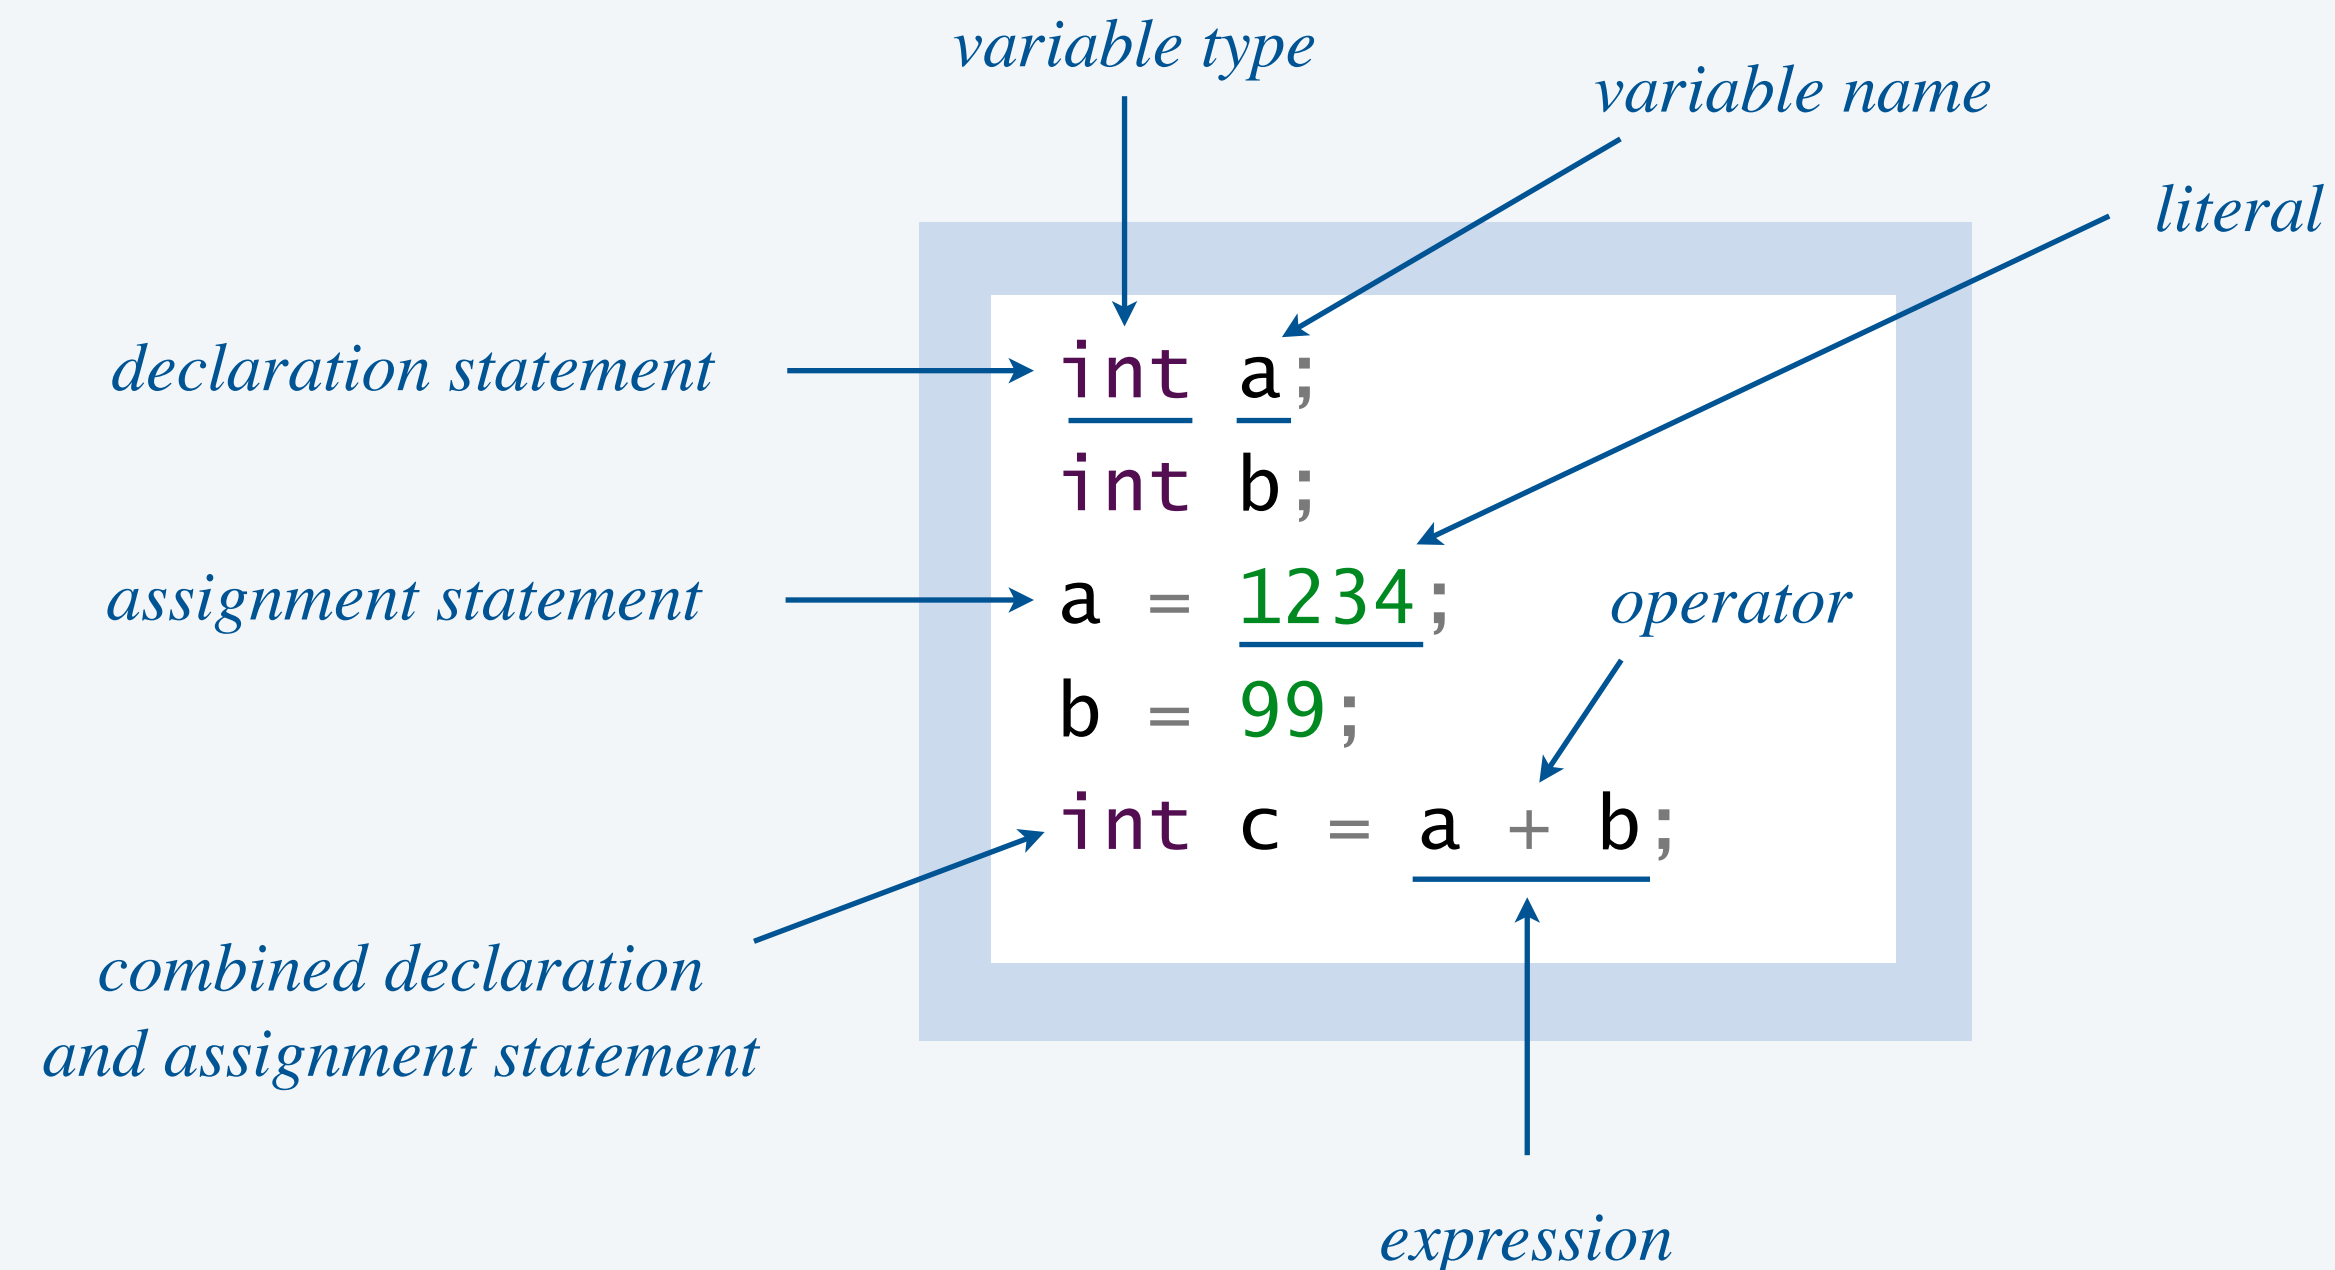 variable type
variable name
literal
declaration statement
int a;
int b;
assignment statement
a = 1234;
operator
b = 99;
int c = a + b;
combined declaration
and assignment statement
expression